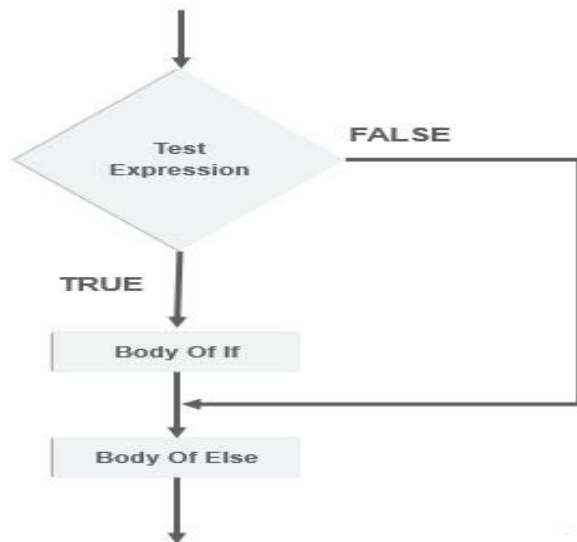 Test
Expression
FALSE
TRUE
Body Of If
Body Of Else